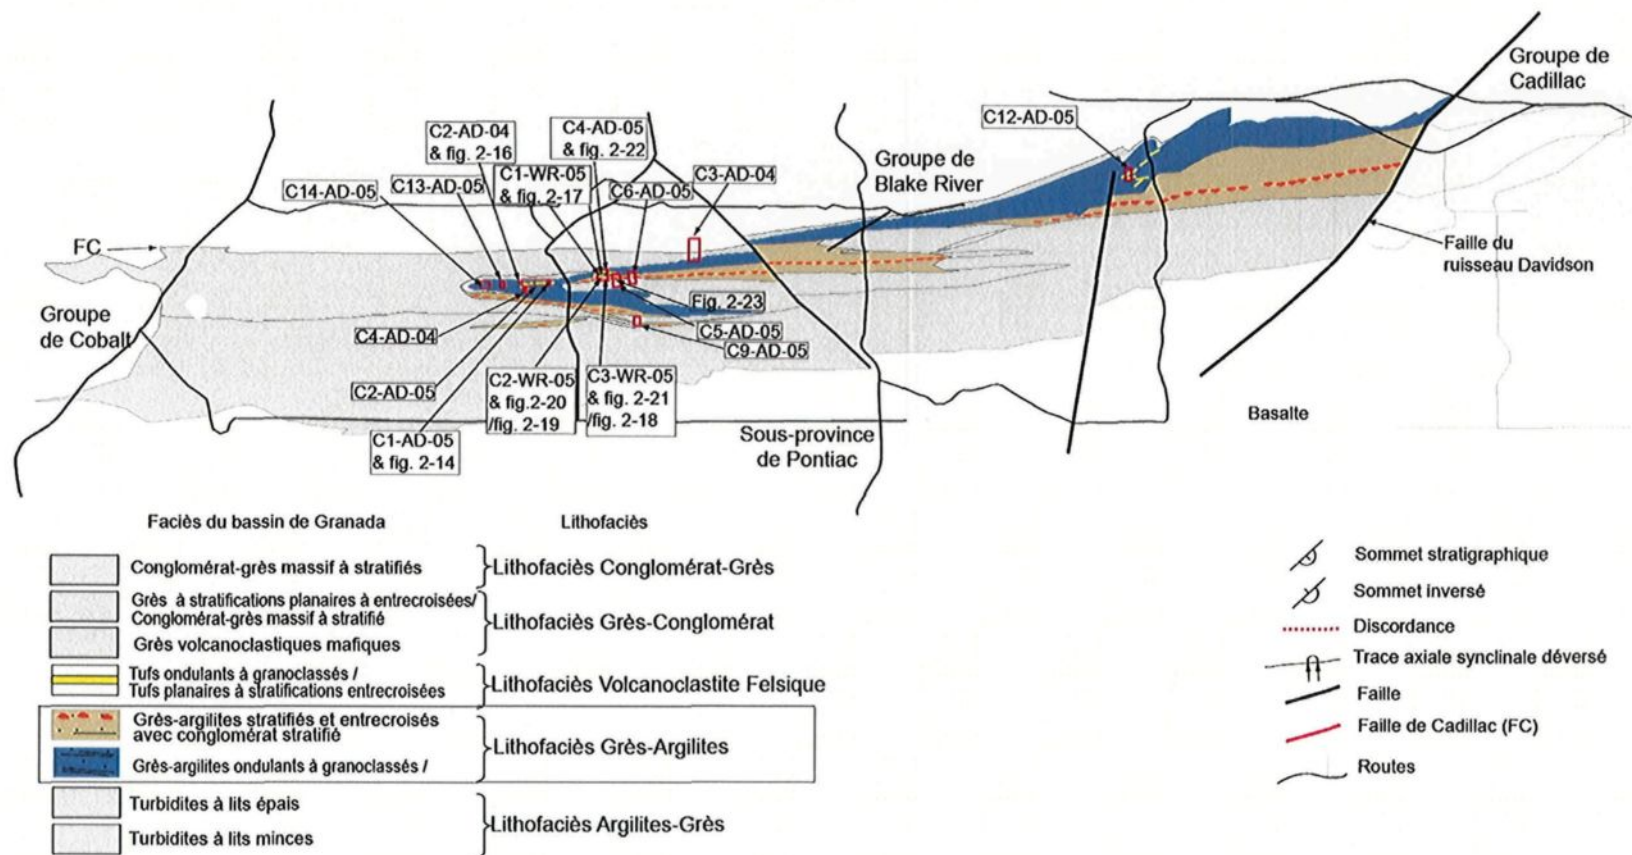 Groupe de
Cadillac
C12-AD-05
C4-AD-05
& fig. 2-22
C2-AD-04
& fig. 2-16
C1-WR-05
& fig. 2-17
C3-AD-04
Groupe de
Blake River
C14-AD-05
C13-AD-05
C6-AD-05
FC
Faille du
ruisseau Davidson
Fig. 2-23
Groupe
de Cobalt
C4-AD-04
C5-AD-05
C9-AD-05
C2-AD-05
C2-WR-05
& fig.2-20
/fig. 2-19
C3-WR-05
& fig. 2-21
/fig. 2-18
Basalte
C1-AD-05
& fig. 2-14
Sous-province
de Pontiac
Faciès du bassin de Granada
Lithofaciès
Conglomérat-grès massif à stratifiés
Lithofaciès Conglomérat-Grès
Grès à stratifications planaires à entrecroisées/
Conglomérat-grès massif à stratifié
Lithofaciès Grès-Conglomérat
Grès volcanoclastiques mafiques
Tufs ondulants à granoclassés /
Tufs planaires à stratifications entrecroisées
Lithofaciès Volcanoclastite Felsique
Grès-argilites stratifiés et entrecroisés
avec conglomérat stratifié
Lithofaciès Grès-Argilites
Grès-argilites ondulants à granoclassés /
Turbidites à lits épais
Lithofaciès Argilites-Grès
Turbidites à lits minces
Sommet stratigraphique
Sommet inversé
Discordance
Trace axiale synclinale déversé
Faille
Faille de Cadillac (FC)
Routes